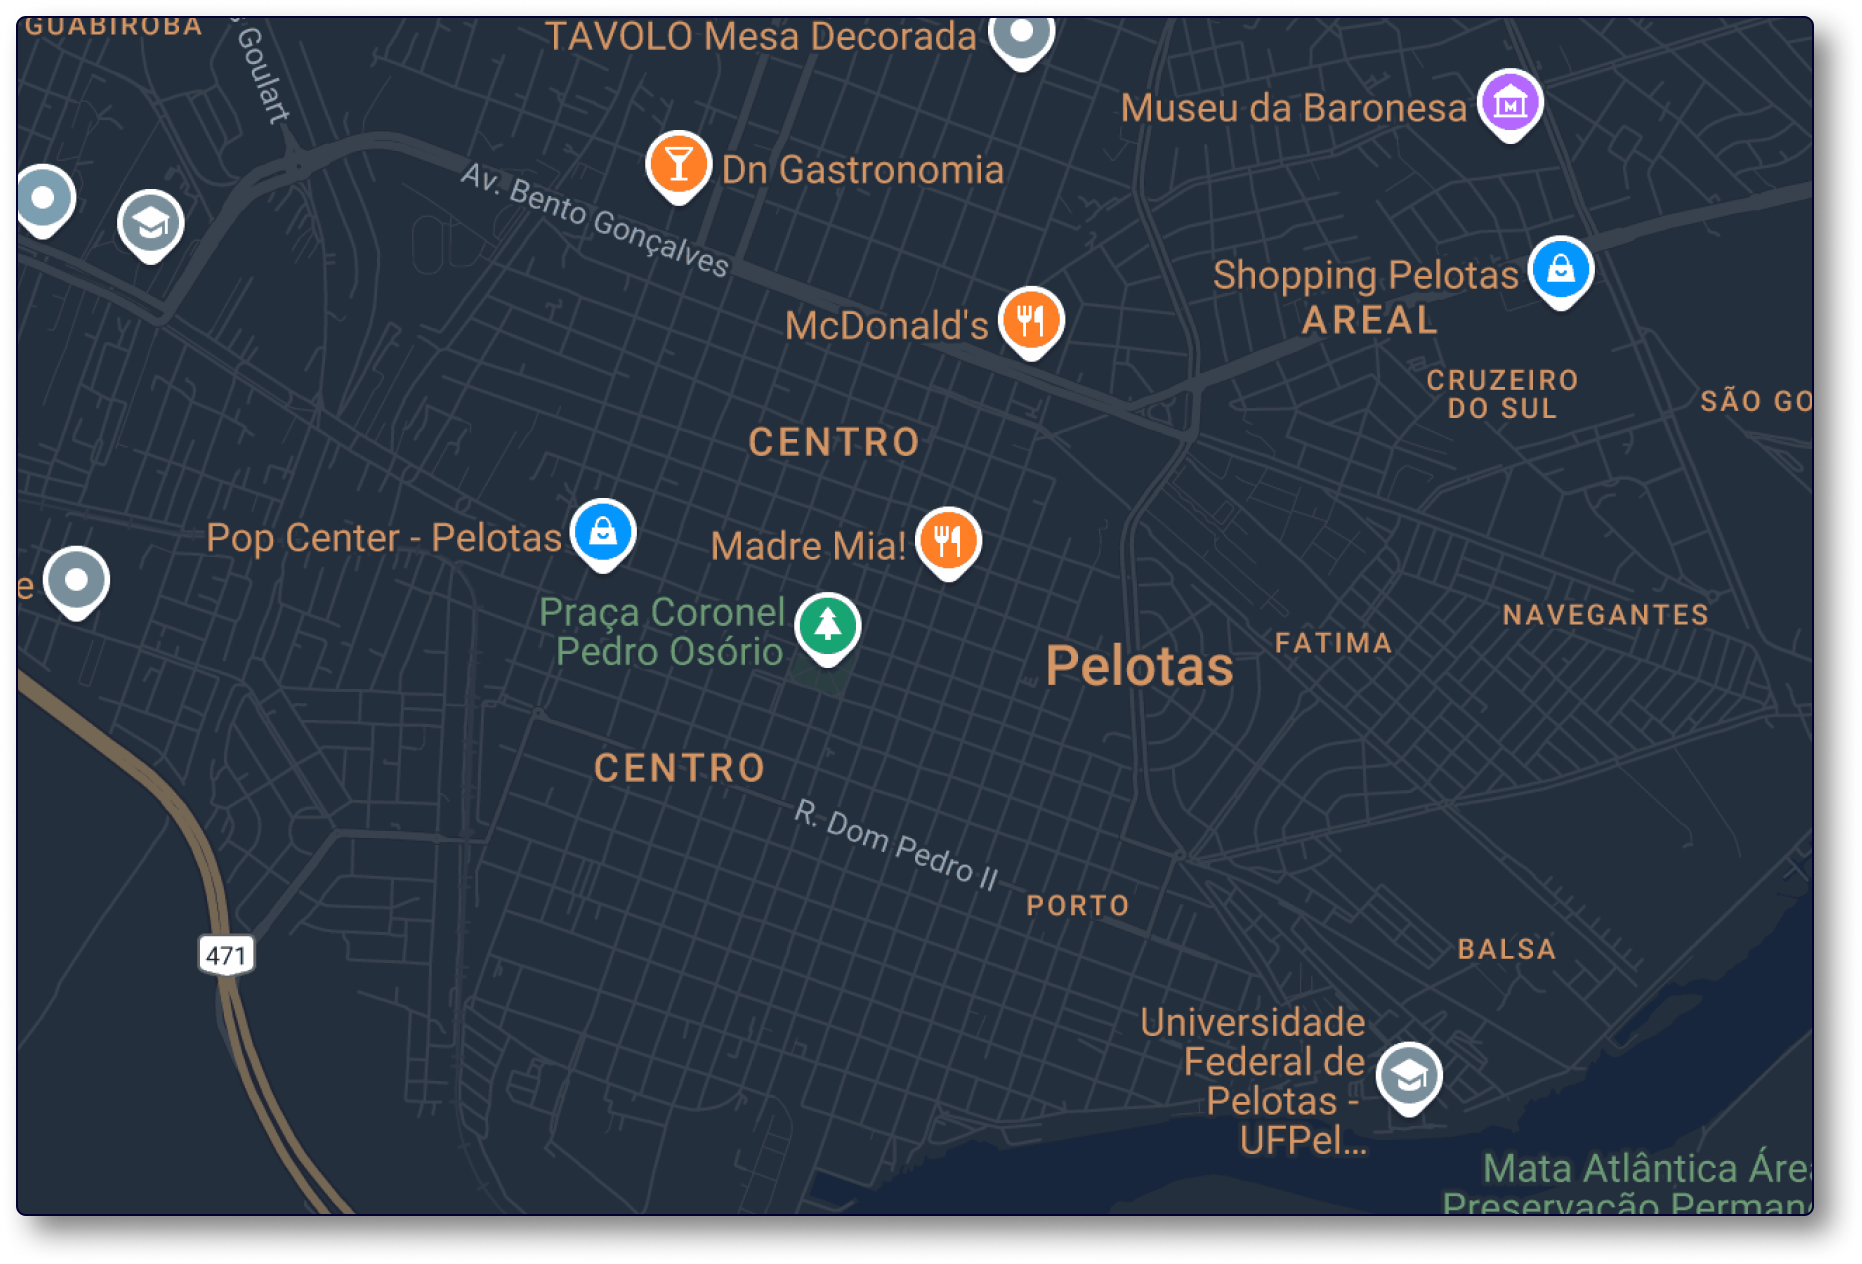 GUABIROBA
Goulart
TAVOLO Mesa Decorada
Museu da Baronesa
Dn Gastronomia
Av. Bento Gonçalves
Shopping Pelotas
AREAL
McDonald's
CRUZEIRO
DO SUL
SÃO GO
CENTRO
Pop Center - Pelotas
Madre Mia!
e
Praça Coronel
Pedro Osório
NAVEGANTES
FATIMA
Pelotas
CENTRO
R. Dom Pedro II
PORTO
471
BALSA
Universidade
Federal de
Pelotas -
UFPel...
Mata Atlântica Área
Preservação Perman